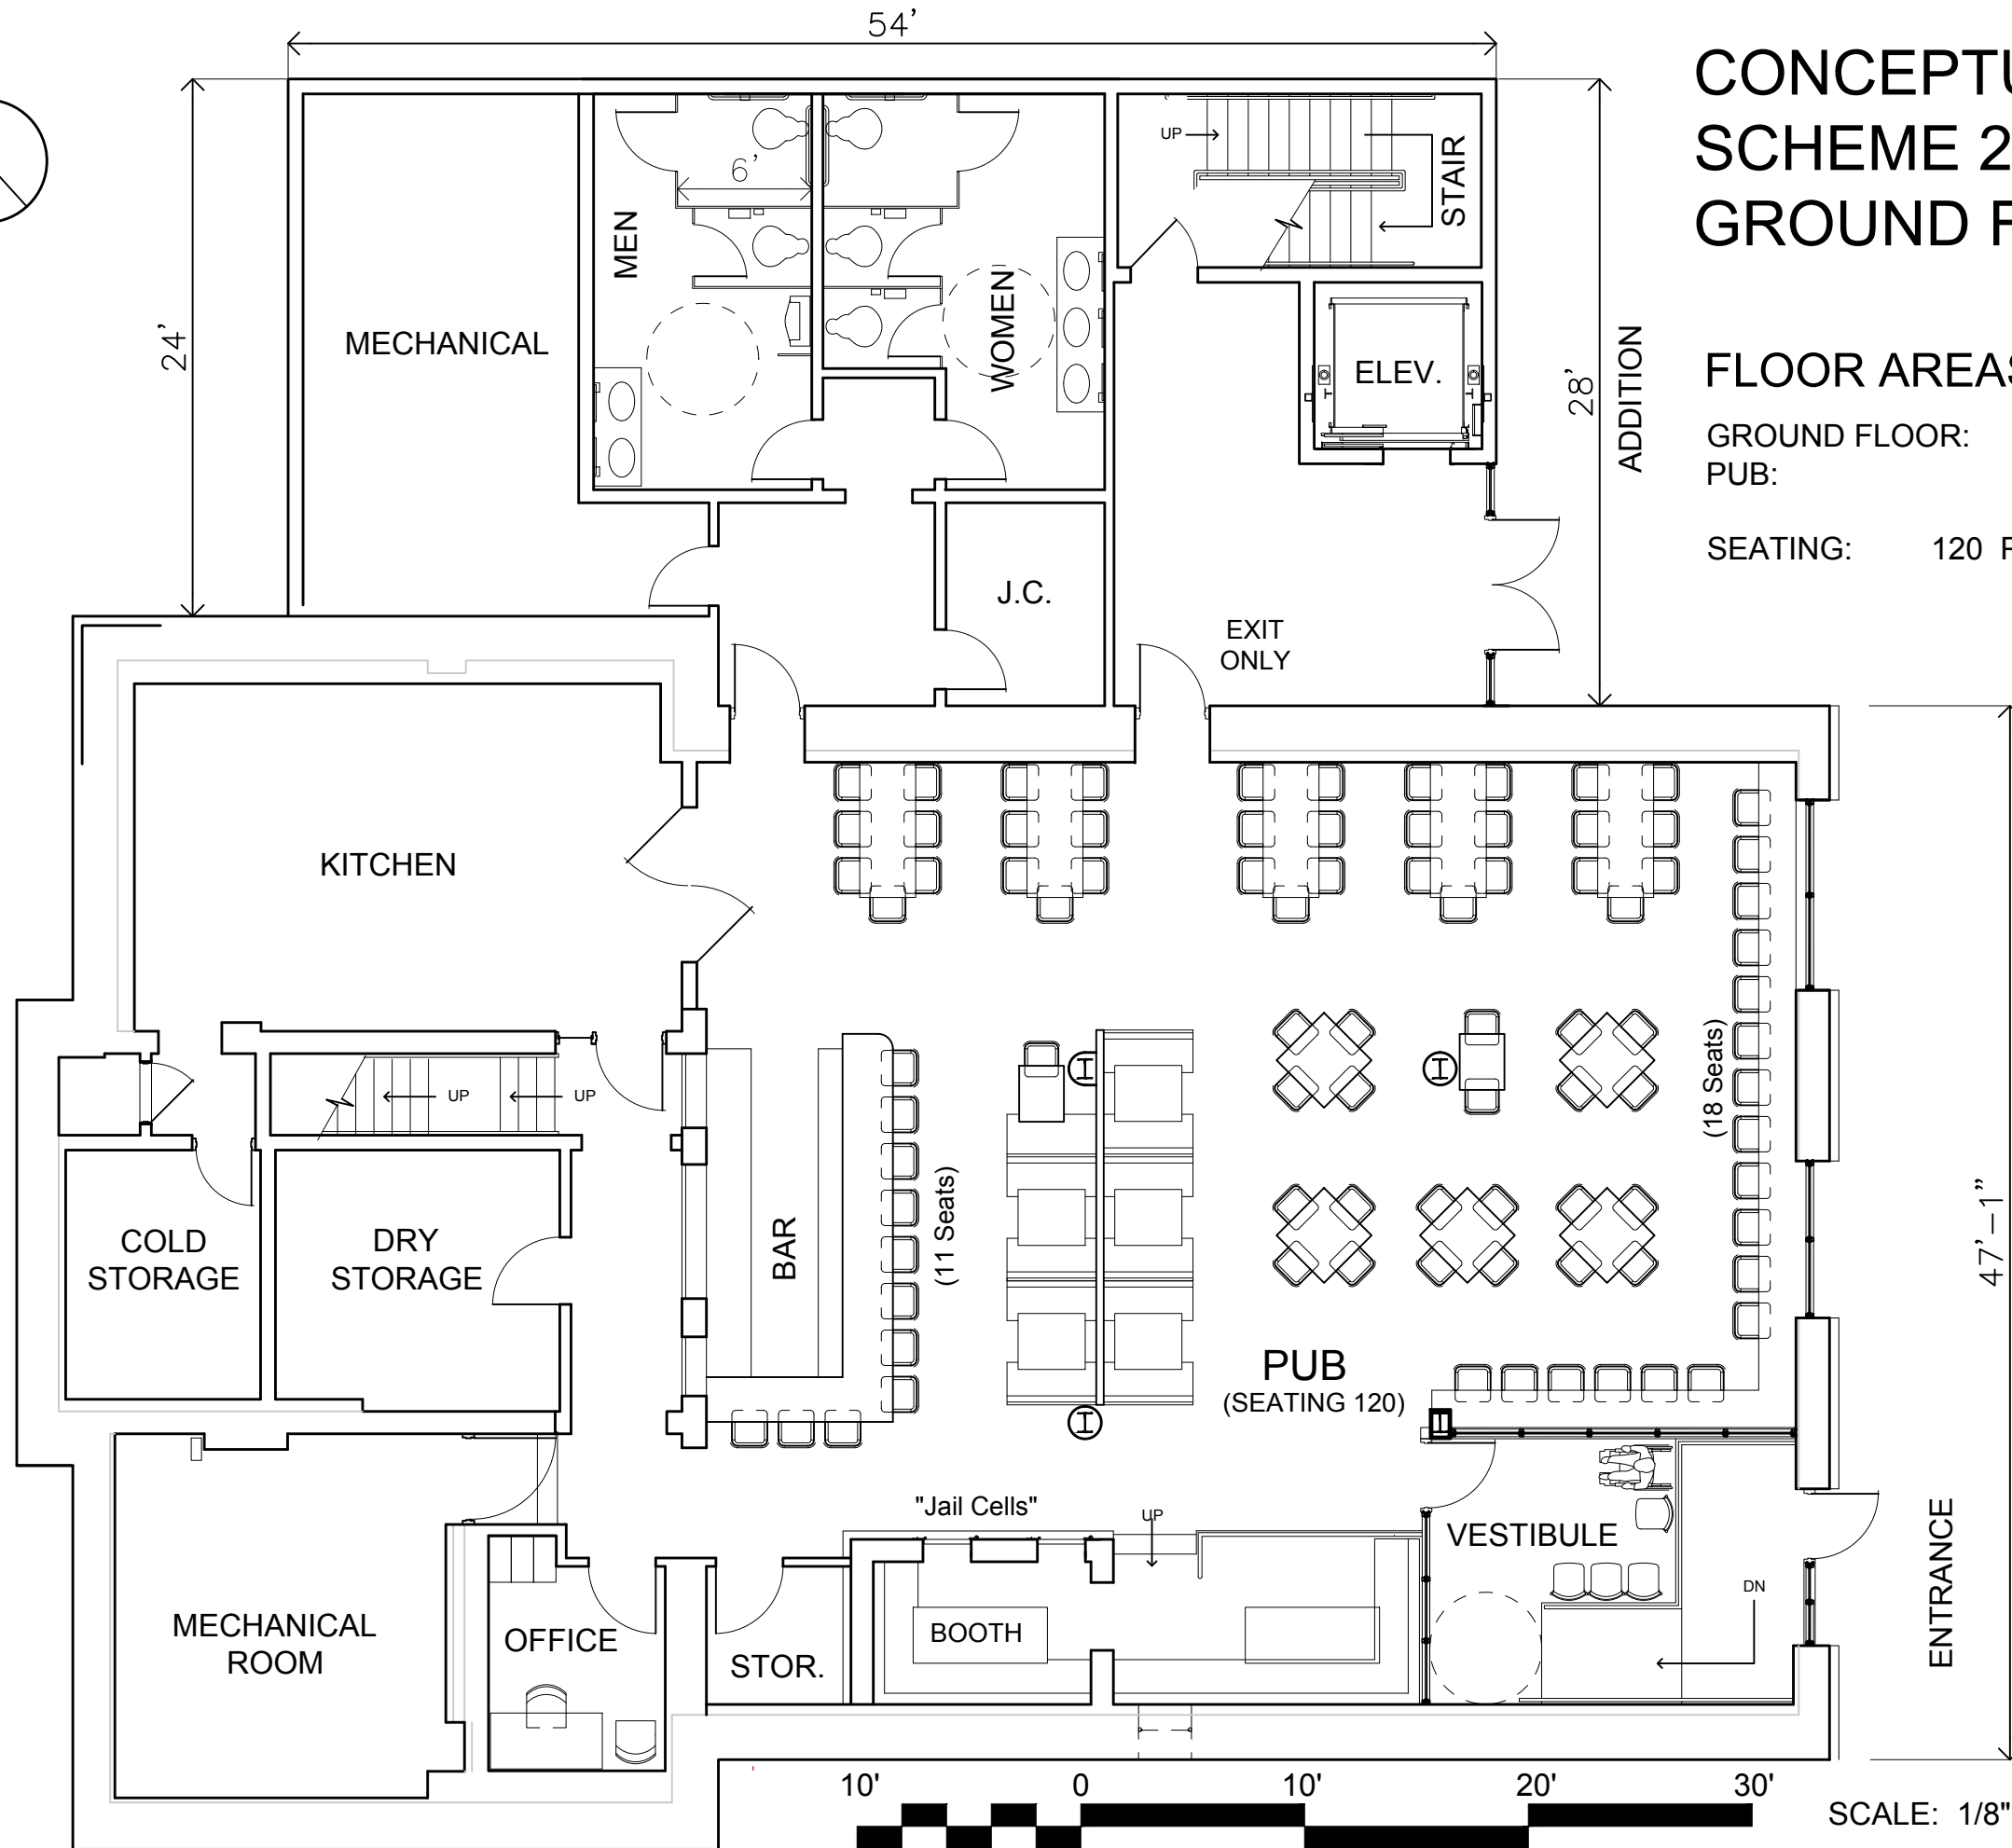 54'
CONCEPTU
SCHEME 2
GROUND F
UP
STAIR
6'
MEN
WOMEN
24'
MECHANICAL
ELEV.
28'
ADDITION
FLOOR AREAS
GROUND FLOOR:
PUB:
SEATING: 120
J.C.
EXIT
ONLY
KITCHEN
(18 Seats)
UP
UP
COLD
STORAGE
DRY
STORAGE
BAR
(11 Seats)
47'-1"
PUB
(SEATING 120)
"Jail Cells"
UP
VESTIBULE
ENTRANCE
DN
MECHANICAL
ROOM
OFFICE
STOR.
BOOTH
10' 0 10' 20' 30'
SCALE: 1/8"